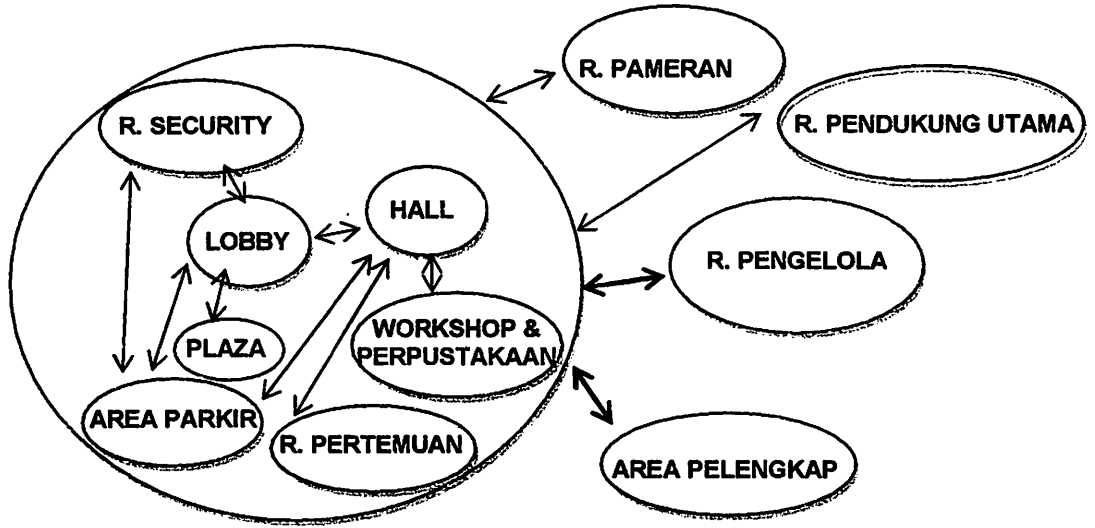 R. PAMERAN
R. SECURITY
R. PENDUKUNG UTAMA
HALL
LOBBY
R. PENGELOLA
WORKSHOP &
PERPUSTAKAAN
PLAZA
AREA PARKIR
R. PERTEMUAN
AREA PELENGKAP